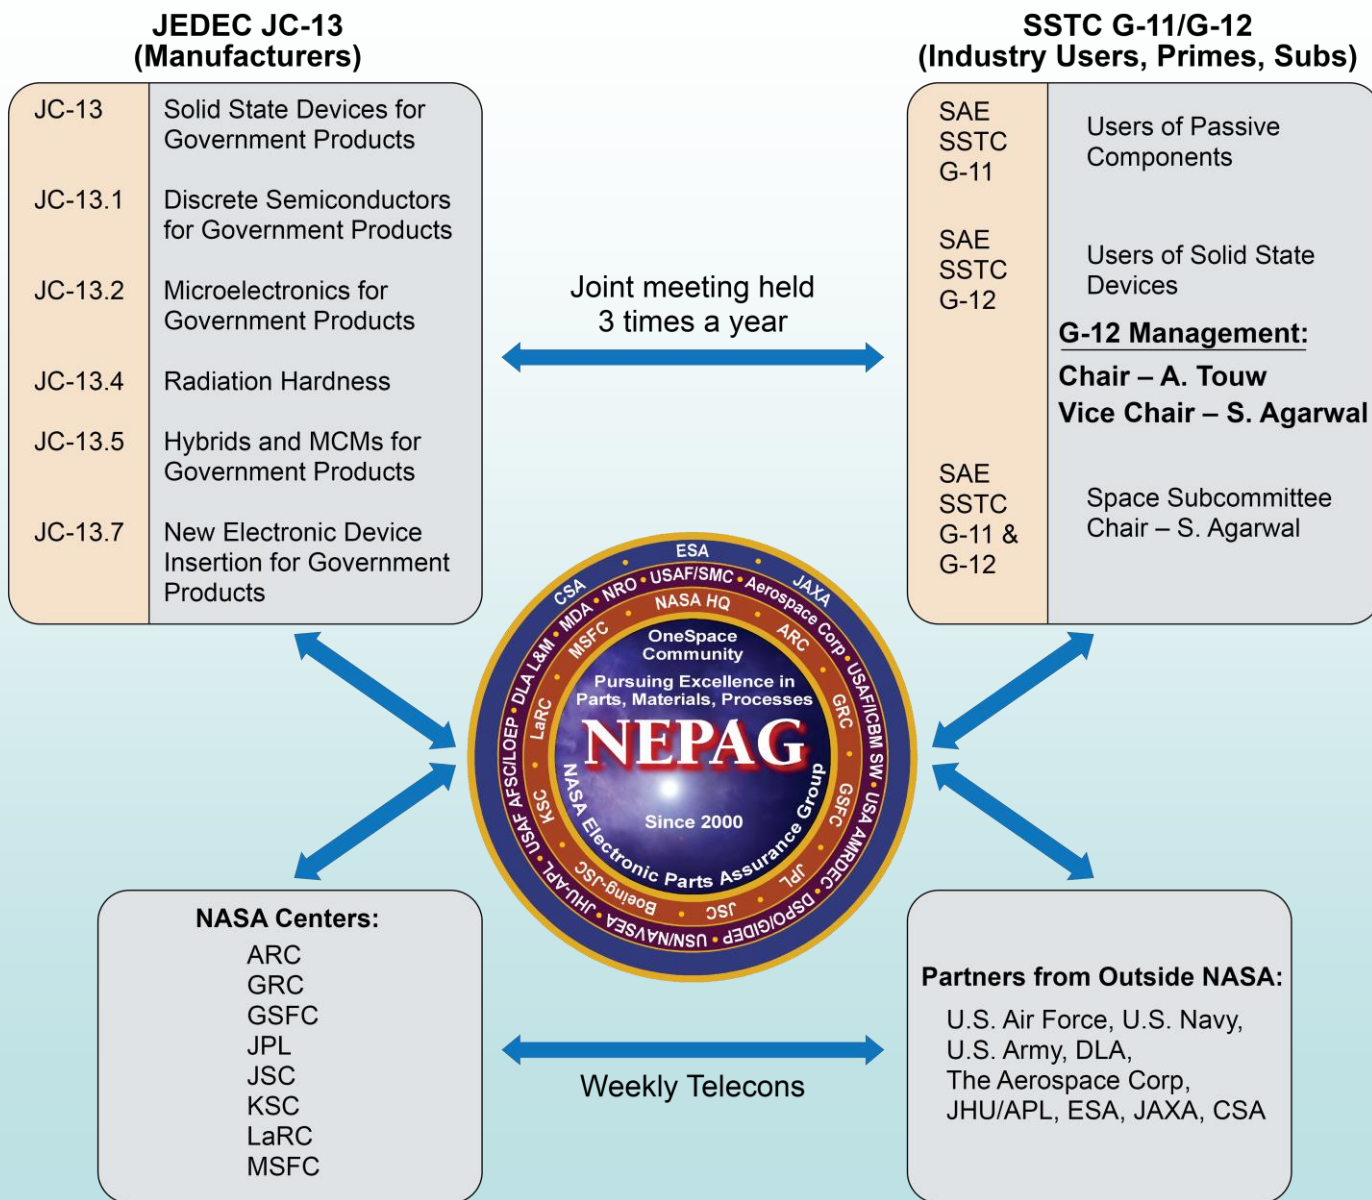 JEDEC JC-13
(Manufacturers)
JC-13 Solid State Devices for
Government Products
JC-13.1 Discrete Semiconductors
for Government Products
JC-13.2 Microelectronics for
Government Products
JC-13.4 Radiation Hardness
JC-13.5 Hybrids and MCMs for
Government Products
JC-13.7 New Electronic Device
Insertion for Government
Products
Joint meeting held
3 times a year
SSTC G-11/G-12
(Industry Users, Primes, Subs)
SAE
SSTC
G-11
Users of Passive
Components
SAE
SSTC
G-12
Users of Solid State
Devices
G-12 Management:
Chair – A. Touw
Vice Chair – S. Agarwal
SAE
SSTC
G-11 &
G-12
Space Subcommittee
Chair – S. Agarwal
CSA • ESA • JAXA
USAF AFSC/LOEP • DLA L&M • MDA • NRO • USAF/SMC • Aerospace Corp • USAF/ICBM SW • USA AMRDEC • DSPO/GIDEP • USN/NAVSEA • JHU-APL •
KSC • LaRC • MSFC • NASA HQ • ARC • GRC • GSFC • JPL • JSC • Boeing-JSC •
OneSpace
Community
Pursuing Excellence in
Parts, Materials, Processes
NEPAG
Since 2000
NASA Electronic Parts Assurance Group
NASA Centers:
ARC
GRC
GSFC
JPL
JSC
KSC
LaRC
MSFC
Weekly Telecons
Partners from Outside NASA:
U.S. Air Force, U.S. Navy,
U.S. Army, DLA,
The Aerospace Corp,
JHU/APL, ESA, JAXA, CSA